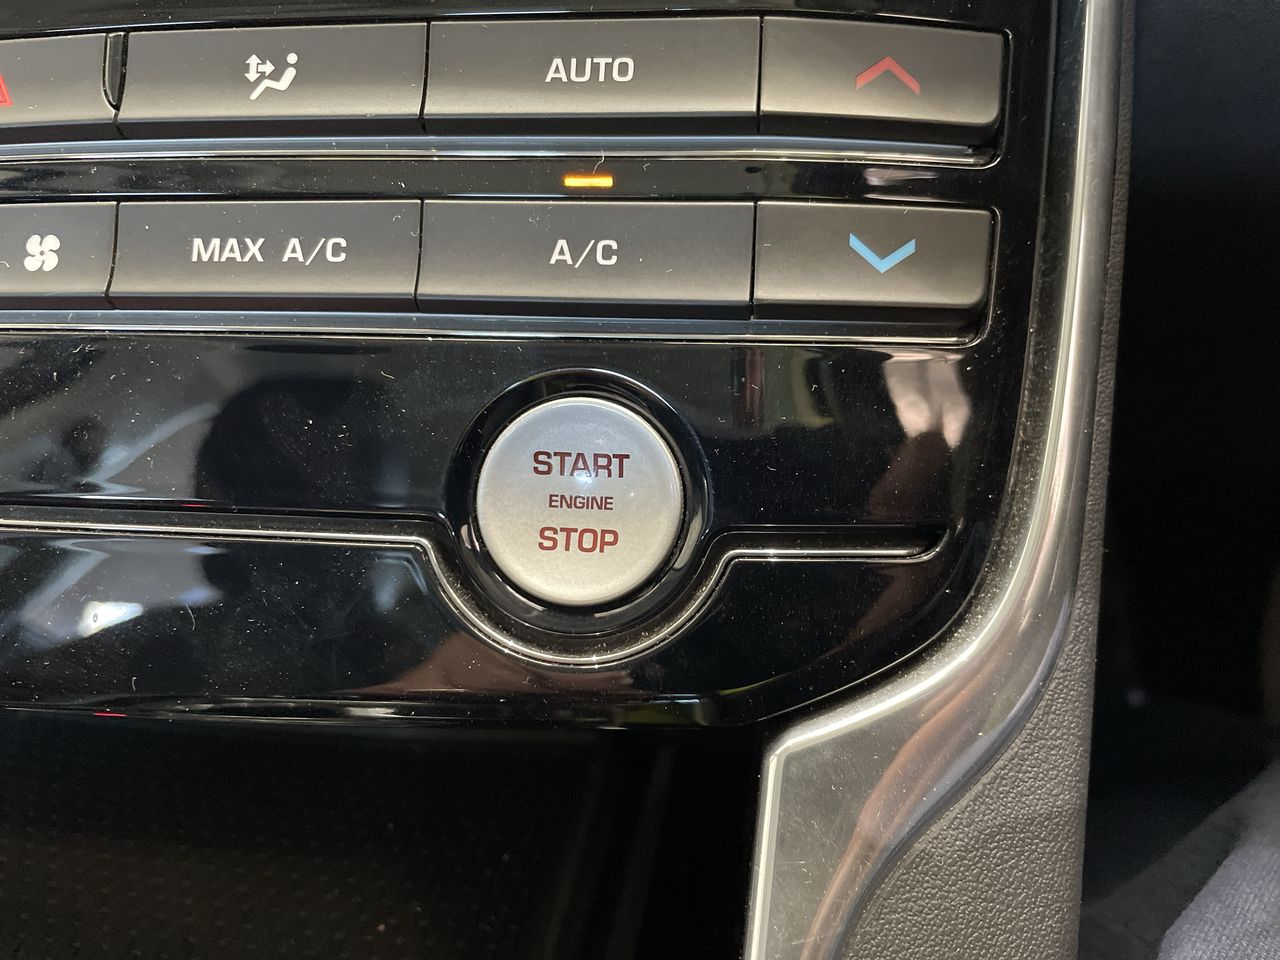 AUTO
MAX A/C
A/C
START
ENGINE
STOP